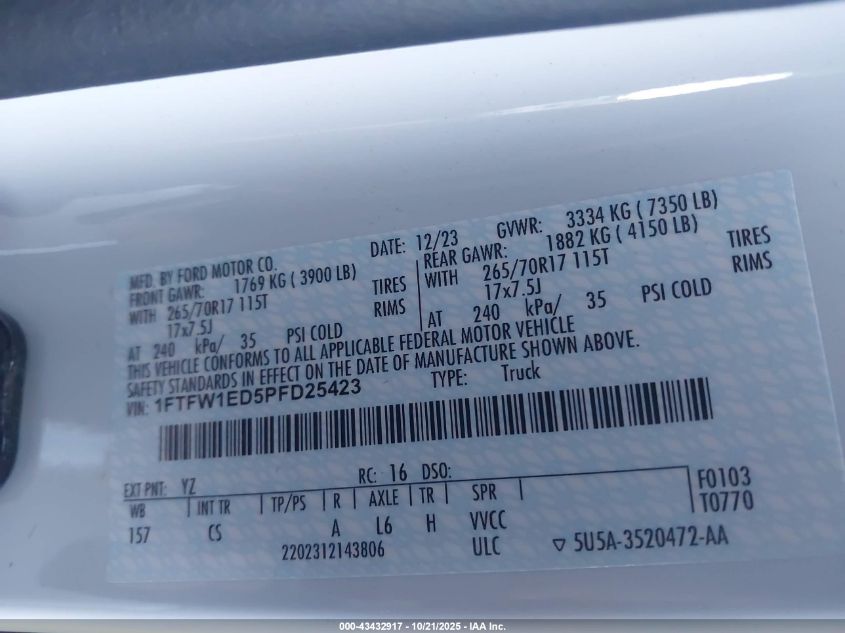 MFD. BY FORD MOTOR CO.
DATE: 12/23 GVWR: 3334 KG ( 7350 LB)
FRONT GAWR: 1769 KG ( 3900 LB)
REAR GAWR: 1882 KG ( 4150 LB)
WITH 265/70R17 115T TIRES
WITH 265/70R17 115T TIRES
17x7.5J RIMS
17x7.5J RIMS
AT 240 kPa/ 35 PSI COLD
AT 240 kPa/ 35 PSI COLD
THIS VEHICLE CONFORMS TO ALL APPLICABLE FEDERAL MOTOR VEHICLE
SAFETY STANDARDS IN EFFECT ON THE DATE OF MANUFACTURE SHOWN ABOVE.
VIN: 1FTFW1ED5PFD25423 TYPE: Truck
EXT PNT: YZ RC: 16 DSO:
WB INT TR TP/PS R AXLE TR SPR
157 CS A L6 H VVCC
2202312143806 ULC
F0103
T0770
5U5A-3520472-AA
000-43432917 - 10/21/2025 - IAA Inc.